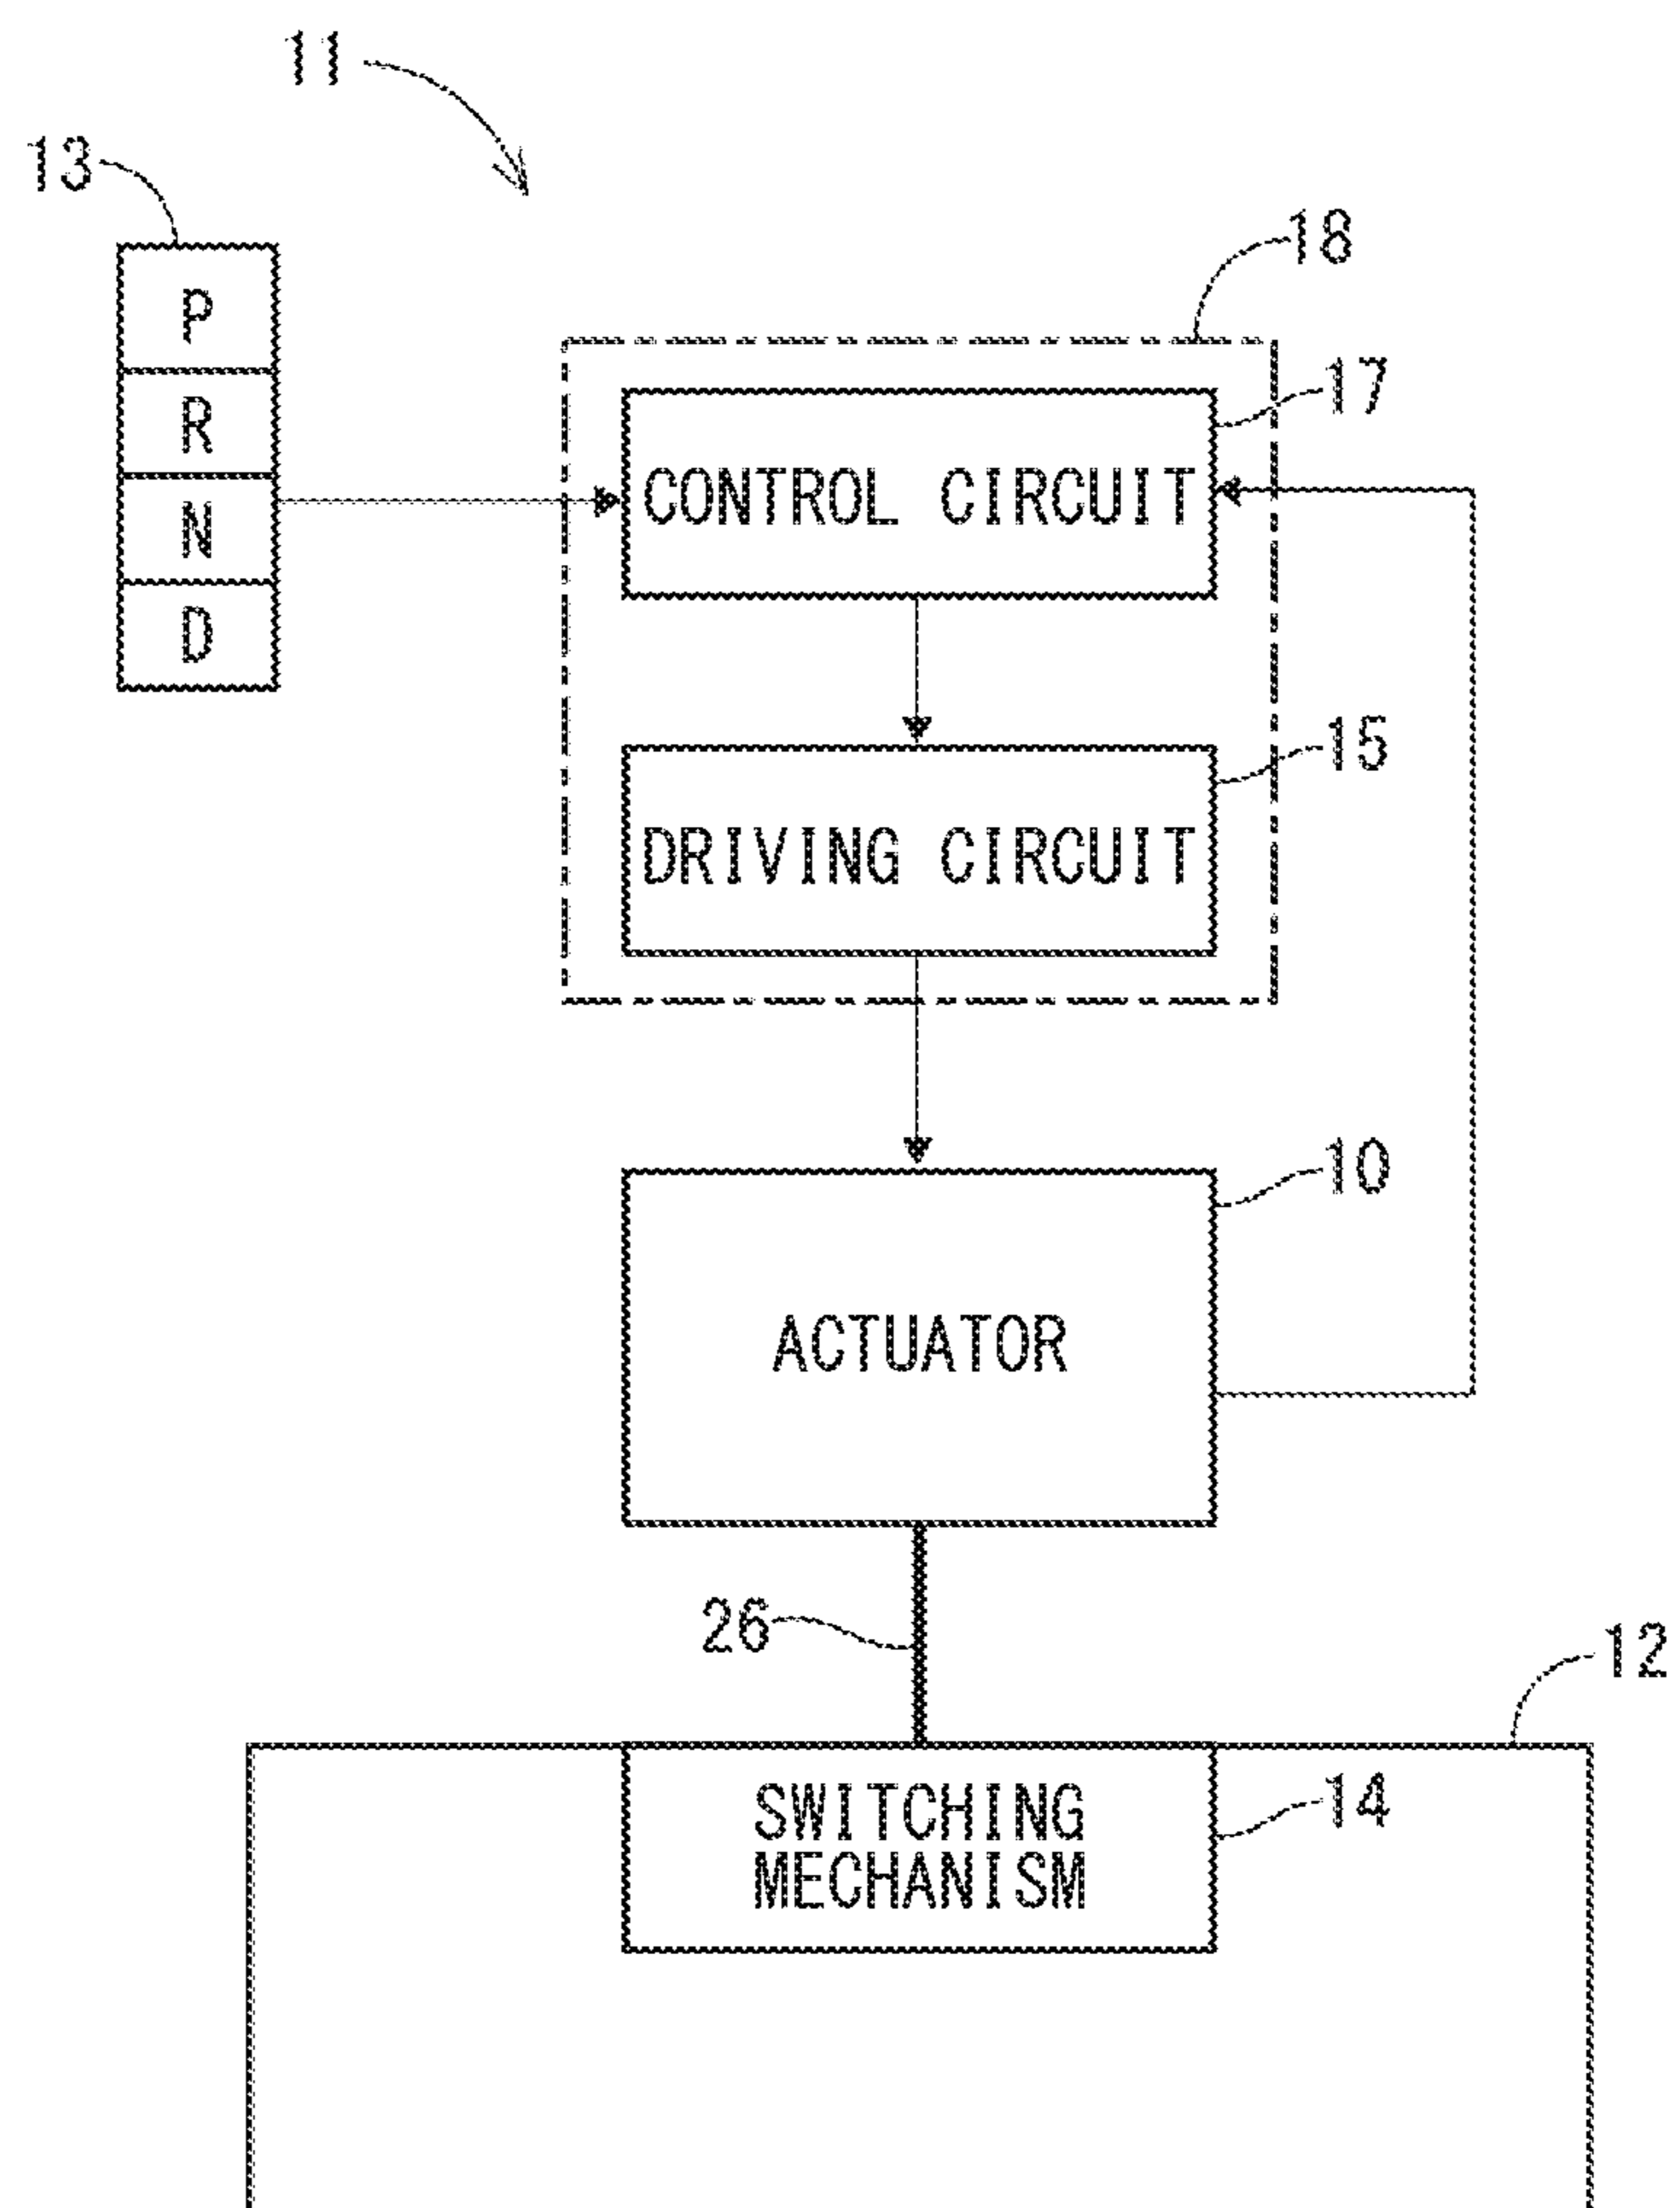 11
13
18
P
17
R
CONTROL CIRCUIT
N
D
15
DRIVING CIRCUIT
10
ACTUATOR
26
12
14
SWITCHING
MECHANISM